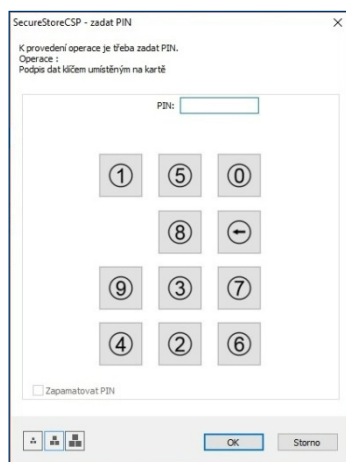 SecureStoreCSP - zadat PIN
K provedení operace je třeba zadat PIN.
Operace :
Podpis dat klíčem umístěným na kartě
PIN:
1 5 0
8
9 3 7
4 2 6
Zapamatovat PIN
OK Storno